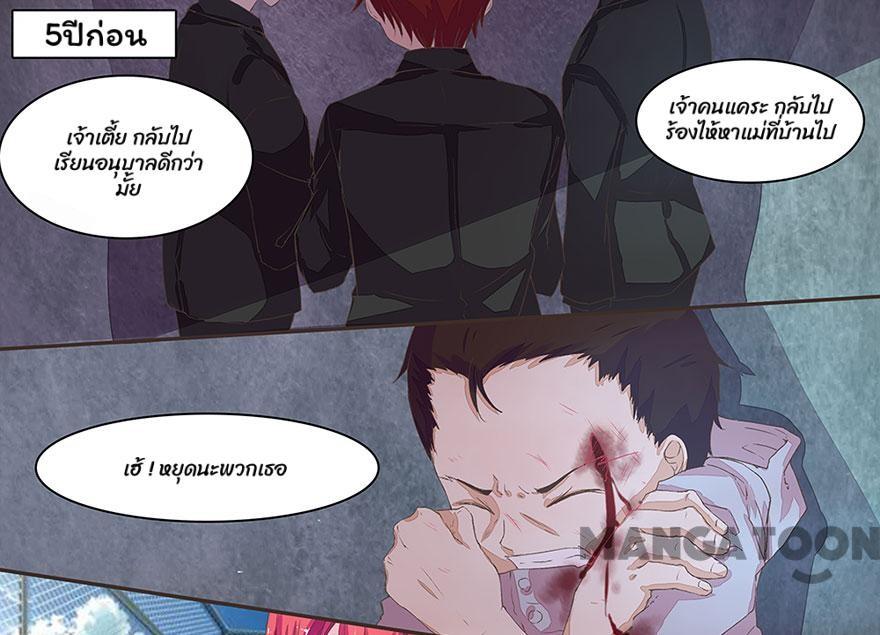 5ปีก่อน
เจ้าเตี้ย กลับไป
เรียนอนุบาลดีกว่า
มั้ย
เจ้าคนแคระ กลับไป
ร้องไห้หาแม่ที่บ้านไป
เฮ้ ! หยุดนะพวกเธอ
MANGATOON